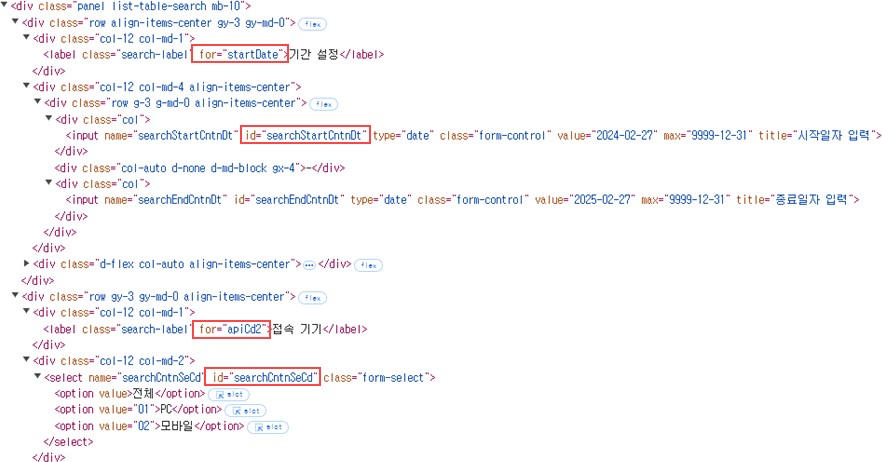 ▼<div class="panel list-table-search mb-10">
▼<div class="row align-items-center gy-3 gy-md-0"> flex
▼<div class="col-12 col-md-1">
<label class="search-label" for="startDate">기간 설정</label>
</div>
▼<div class="col-12 col-md-4 align-items-center">
▼<div class="row g-3 g-md-0 align-items-center"> flex
▼<div class="col">
<input name="searchStartCntnDt" id="searchStartCntnDt" type="date" class="form-control" value="2024-02-27" max="9999-12-31" title="시작일자 입력">
</div>
<div class="col-auto d-none d-md-block gx-4">-</div>
▼<div class="col">
<input name="searchEndCntnDt" id="searchEndCntnDt" type="date" class="form-control" value="2025-02-27" max="9999-12-31" title="종료일자 입력">
</div>
</div>
</div>
▶<div class="d-flex col-auto align-items-center">⋯</div> flex
</div>
▼<div class="row gy-3 gy-md-0 align-items-center"> flex
▼<div class="col-12 col-md-1">
<label class="search-label" for="apiCd2">접속 기기</label>
</div>
▼<div class="col-12 col-md-2">
▼<select name="searchCntnSeCd" id="searchCntnSeCd" class="form-select">
<option value>전체</option> slot
<option value="01">PC</option> slot
<option value="02">모바일</option> slot
</select>
</div>